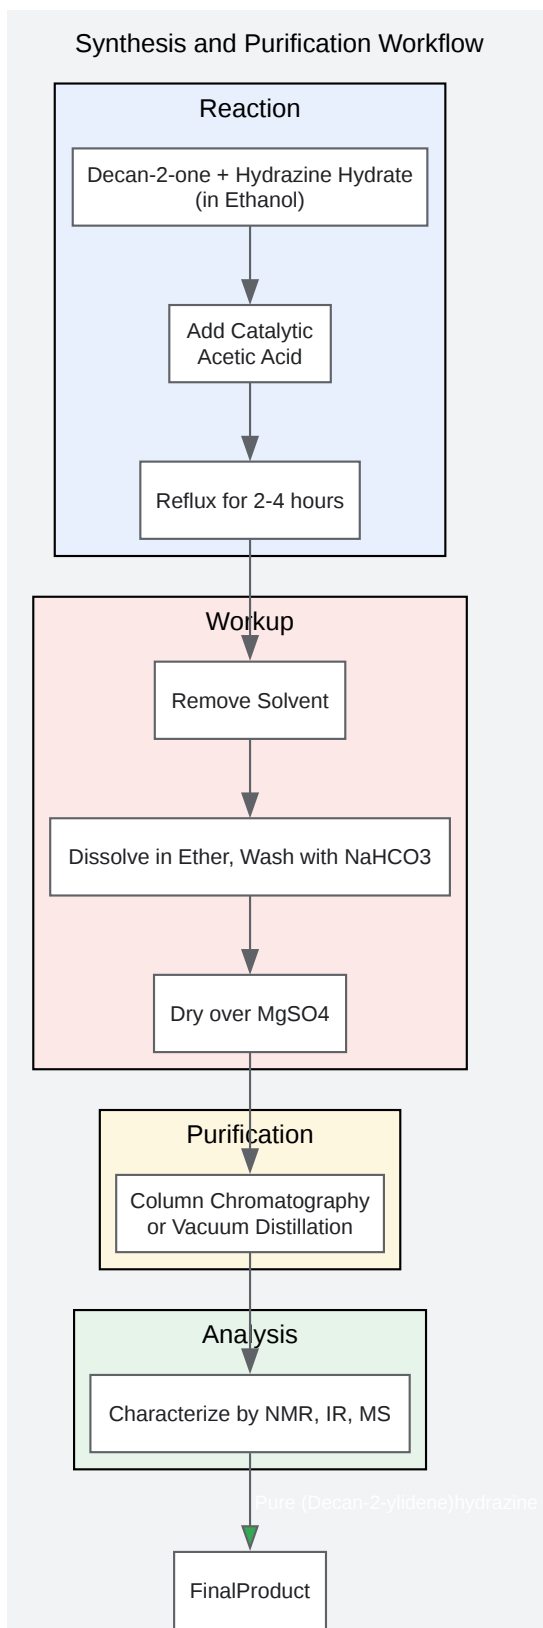 Synthesis and Purification Workflow
Reaction
Decan-2-one + Hydrazine Hydrate
(in Ethanol)
Add Catalytic
Acetic Acid
Reflux for 2-4 hours
Workup
Remove Solvent
Dissolve in Ether, Wash with NaHCO3
Dry over MgSO4
Purification
Column Chromatography
or Vacuum Distillation
Analysis
Characterize by NMR, IR, MS
Pure (Decan-2-ylidene)hydrazine
FinalProduct